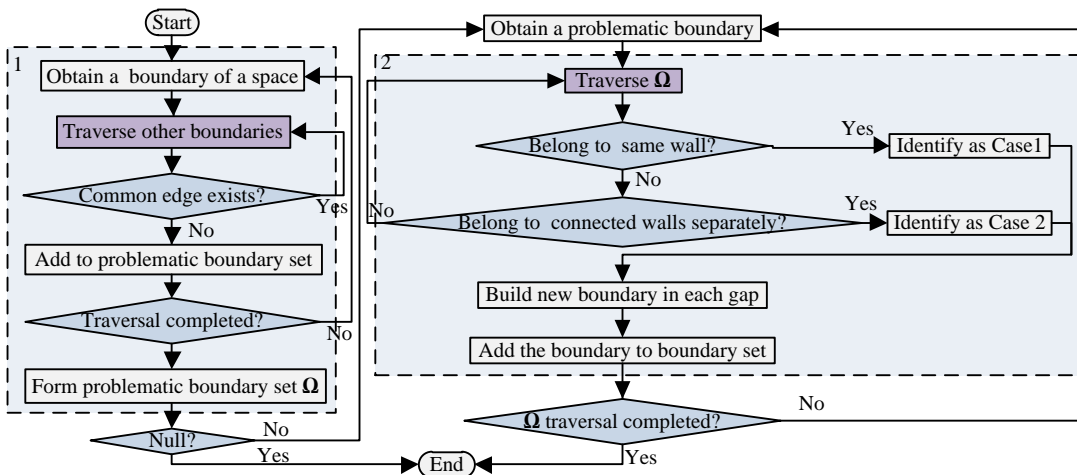 Start
1
Obtain a boundary of a space
Traverse other boundaries
Common edge exists?
Yes
No
Add to problematic boundary set
Traversal completed?
No
Form problematic boundary set Ω
Null?
No
Yes
End
Obtain a problematic boundary
2
Traverse Ω
Belong to same wall?
Yes
Identify as Case1
No
Belong to connected walls separately?
No
Yes
Identify as Case 2
Build new boundary in each gap
Add the boundary to boundary set
Ω traversal completed?
No
Yes